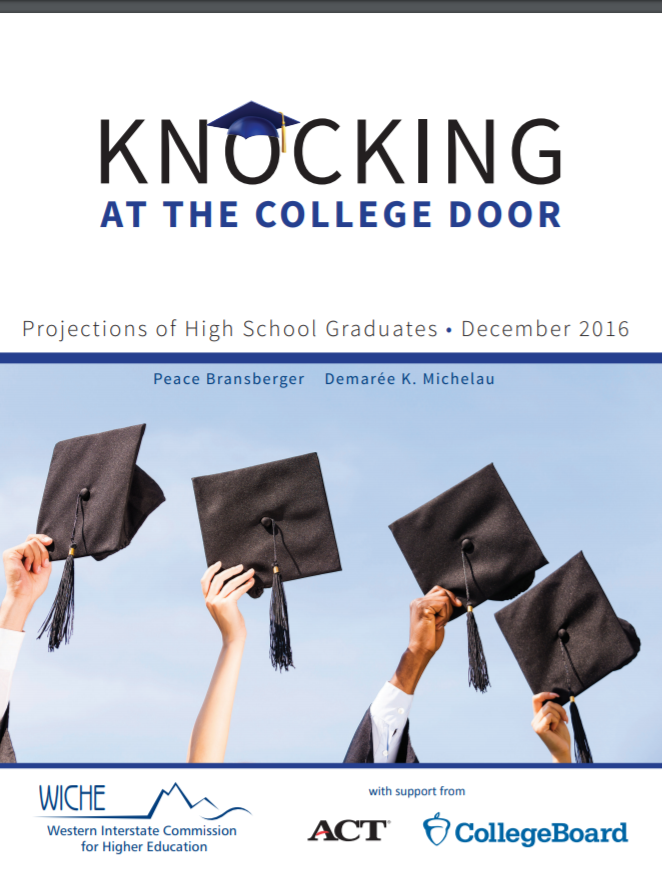 KNOCKING
AT THE COLLEGE DOOR
Projections of High School Graduates • December 2016
Peace Bransberger Demarée K. Michelau
WICHE
Western Interstate Commission
for Higher Education
with support from
ACT®
CollegeBoard